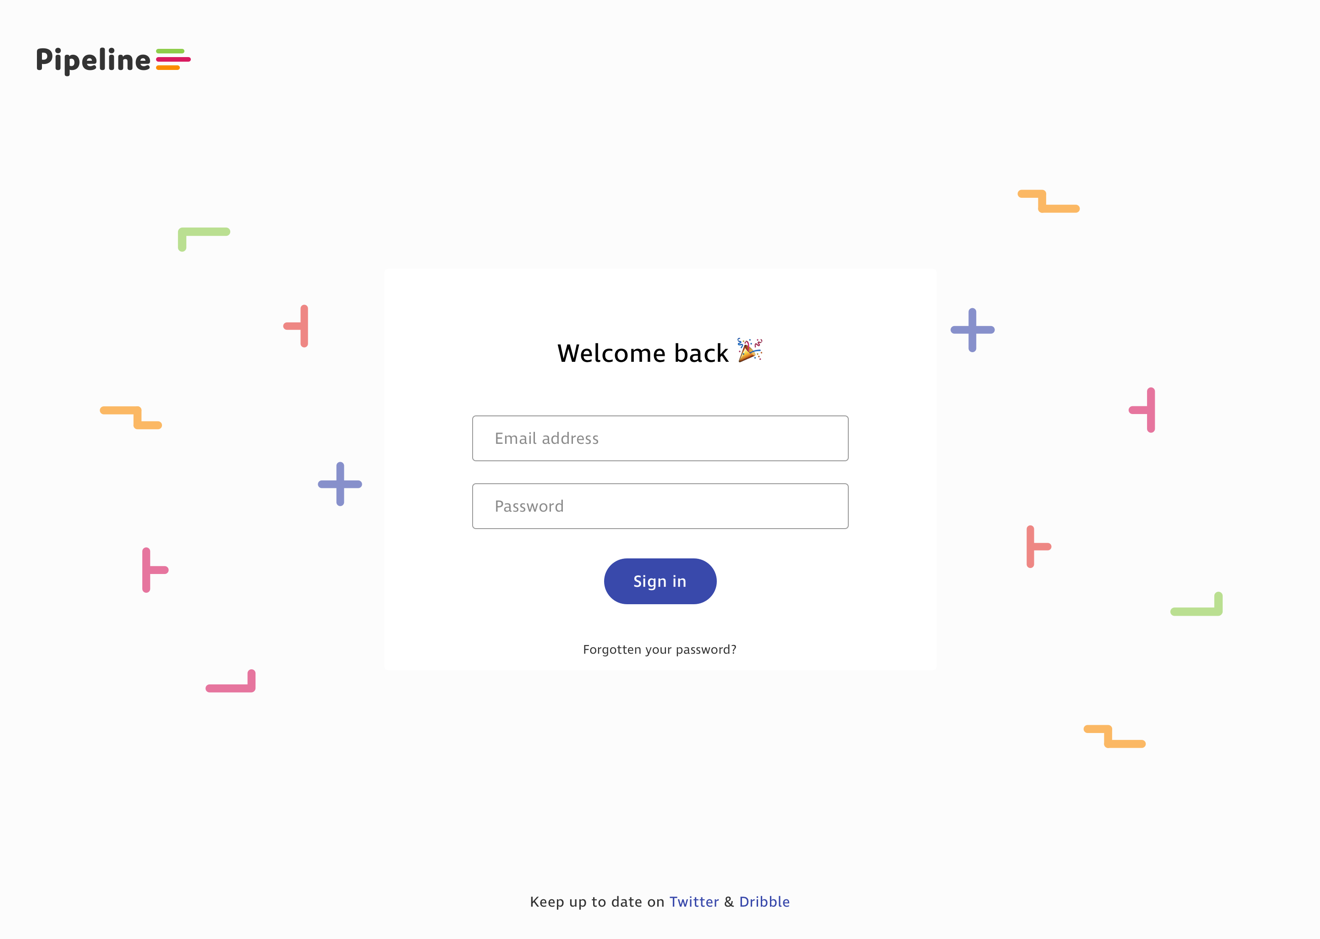 Pipeline
Welcome back 🎉
Email address
Password
Sign in
Forgotten your password?
Keep up to date on Twitter & Dribble